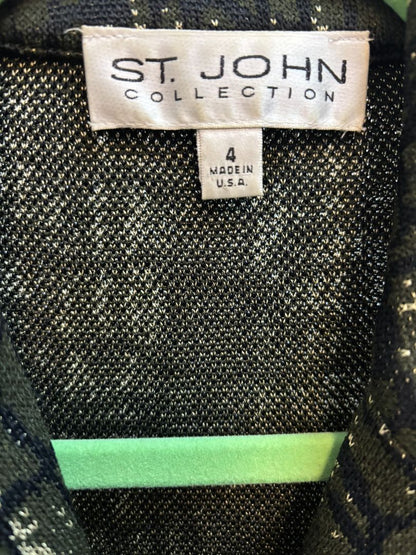 ST. JOHN
COLLECTION
4
MADE IN
U.S.A.